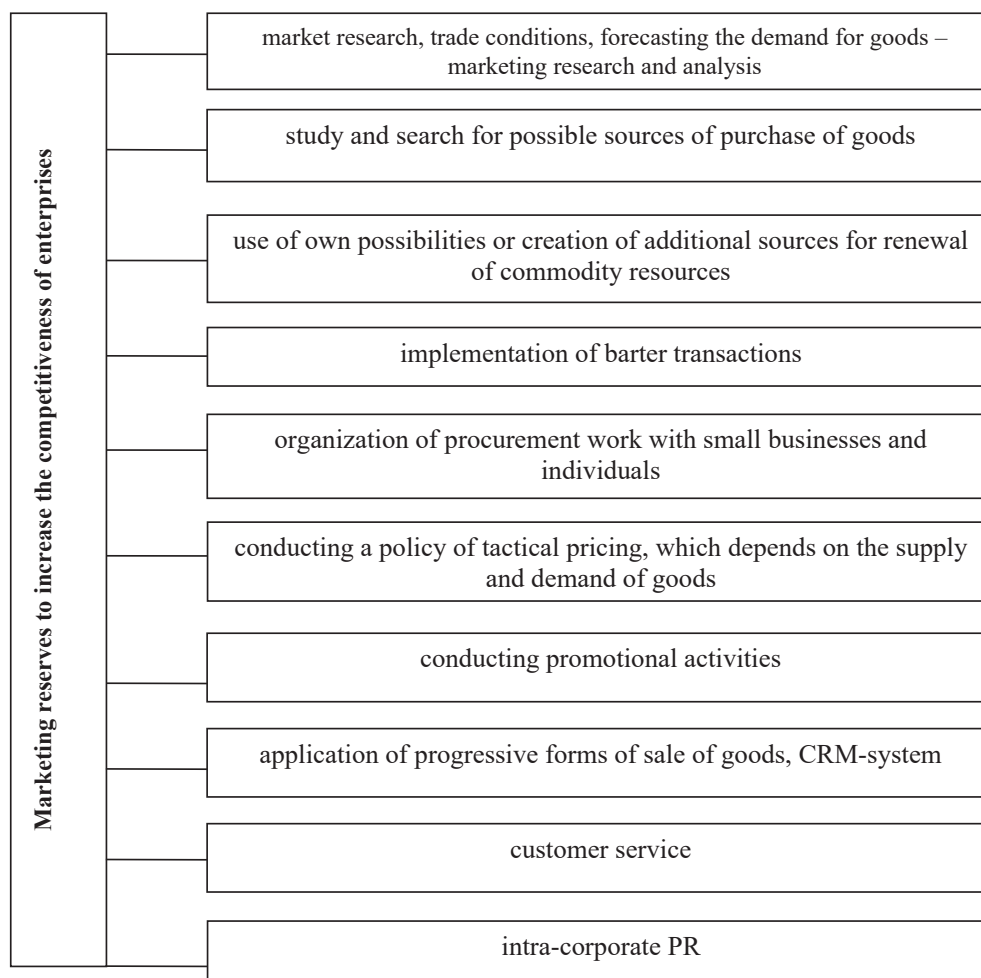 Marketing reserves to increase the competitiveness of enterprises
market research, trade conditions, forecasting the demand for goods –
marketing research and analysis
study and search for possible sources of purchase of goods
use of own possibilities or creation of additional sources for renewal
of commodity resources
implementation of barter transactions
organization of procurement work with small businesses and
individuals
conducting a policy of tactical pricing, which depends on the supply
and demand of goods
conducting promotional activities
application of progressive forms of sale of goods, CRM-system
customer service
intra-corporate PR